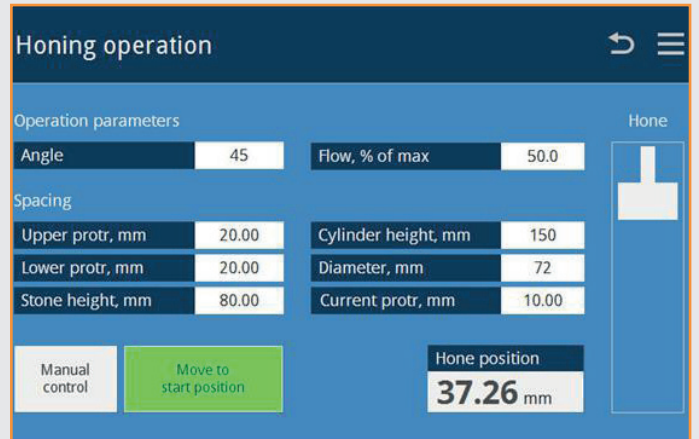 Honing operation
Operation parameters
Hone
Angle 45 Flow, % of max 50.0
Spacing
Upper protr, mm 20.00 Cylinder height, mm 150
Lower protr, mm 20.00 Diameter, mm 72
Stone height, mm 80.00 Current protr, mm 10.00
Manual
control
Move to
start position
Hone position
37.26 mm